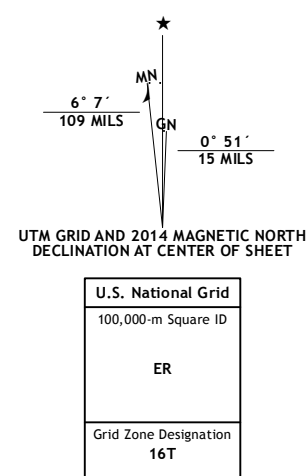 ★
MN
6° 7´
109 MILS
GN
0° 51´
15 MILS
UTM GRID AND 2014 MAGNETIC NORTH
DECLINATION AT CENTER OF SHEET
U.S. National Grid
100,000-m Square ID
ER
Grid Zone Designation
16T